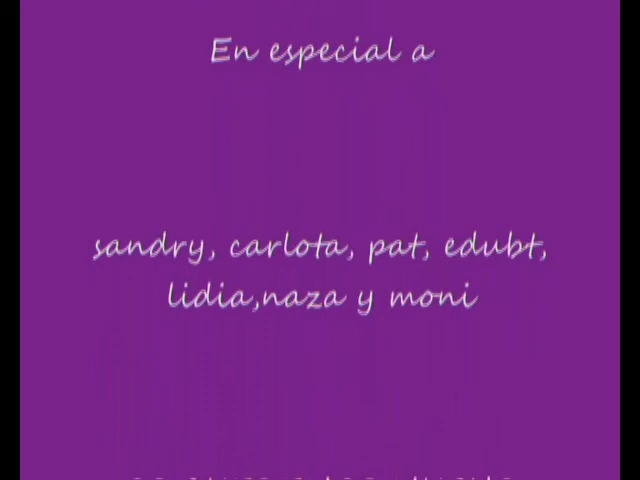 En especial a
sandry, carlota, pat, edubt,
lidia,naza y moni